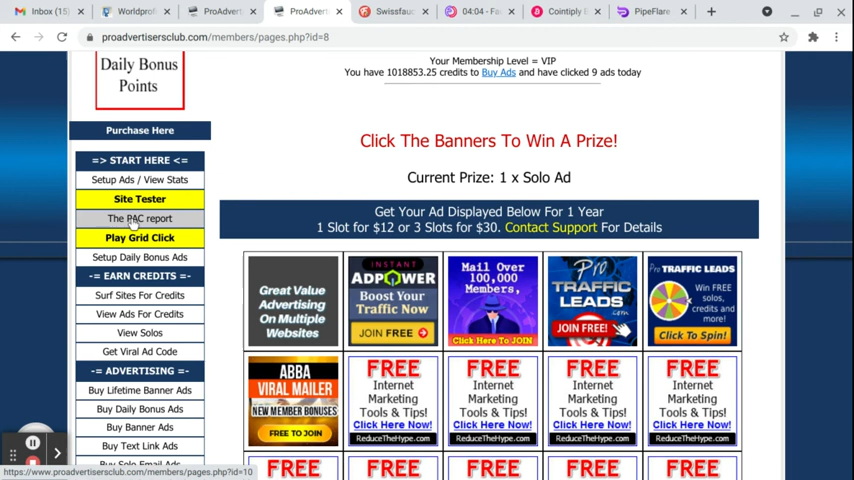 Inbox (15)
Worldprofi
ProAdvert
ProAdvert
Swissfauc
04:04 - Fa
Cointiply B
PipeFlare
proadvertisersclub.com/members/pages.php?id=8
Daily Bonus
Points
Purchase Here
=> START HERE <=
Setup Ads / View Stats
Site Tester
The PAC report
Play Grid Click
Setup Daily Bonus Ads
-= EARN CREDITS =-
Surf Sites For Credits
View Ads For Credits
View Solos
Get Viral Ad Code
-= ADVERTISING =-
Buy Lifetime Banner Ads
Buy Daily Bonus Ads
Buy Banner Ads
Buy Text Link Ads
Buy Solo Email Ads
Your Membership Level = VIP
You have 1018853.25 credits to Buy Ads and have clicked 9 ads today
Click The Banners To Win A Prize!
Current Prize: 1 x Solo Ad
Get Your Ad Displayed Below For 1 Year
1 Slot for $12 or 3 Slots for $30. Contact Support For Details
Great Value
Advertising
On Multiple
Websites
INSTANT
ADPOWER
Boost Your
Traffic Now
JOIN FREE
Mail Over
100,000
Members,
Click Here To JOIN
Pro
TRAFFIC
LEADS
.com
JOIN FREE!
Pro TRAFFIC LEADS
Win FREE
solos,
credits and
more!
Click To Spin!
ABBA
VIRAL MAILER
NEW MEMBER BONUSES
FREE TO JOIN
FREE
Internet
Marketing
Tools & Tips!
Click Here Now!
ReduceTheHype.com
FREE
Internet
Marketing
Tools & Tips!
Click Here Now!
ReduceTheHype.com
FREE
Internet
Marketing
Tools & Tips!
Click Here Now!
ReduceTheHype.com
FREE
Internet
Marketing
Tools & Tips!
Click Here Now!
ReduceTheHype.com
FREE
FREE
FREE
FREE
FREE
https://www.proadvertisersclub.com/members/pages.php?id=10